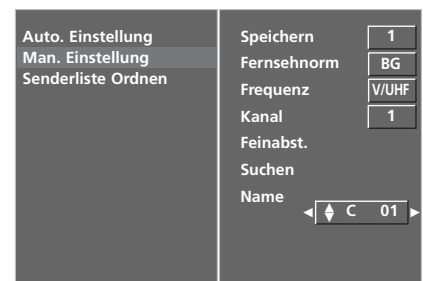 Auto. Einstellung
Man. Einstellung
Senderliste Ordnen
Speichern 1
Fernsehnorm BG
Frequenz V/UHF
Kanal 1
Feinabst.
Suchen
Name
C 01